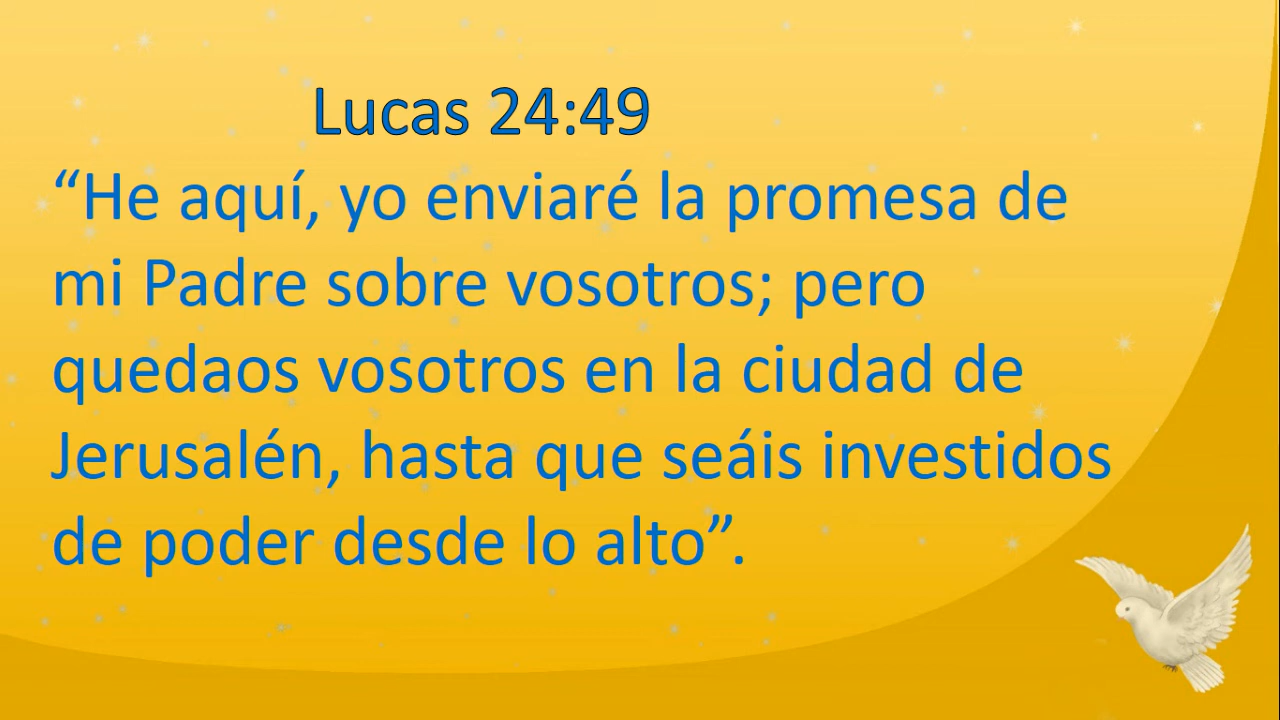 Lucas 24:49
“He aquí, yo enviaré la promesa de
mi Padre sobre vosotros; pero
quedaos vosotros en la ciudad de
Jerusalén, hasta que seáis investidos
de poder desde lo alto”.